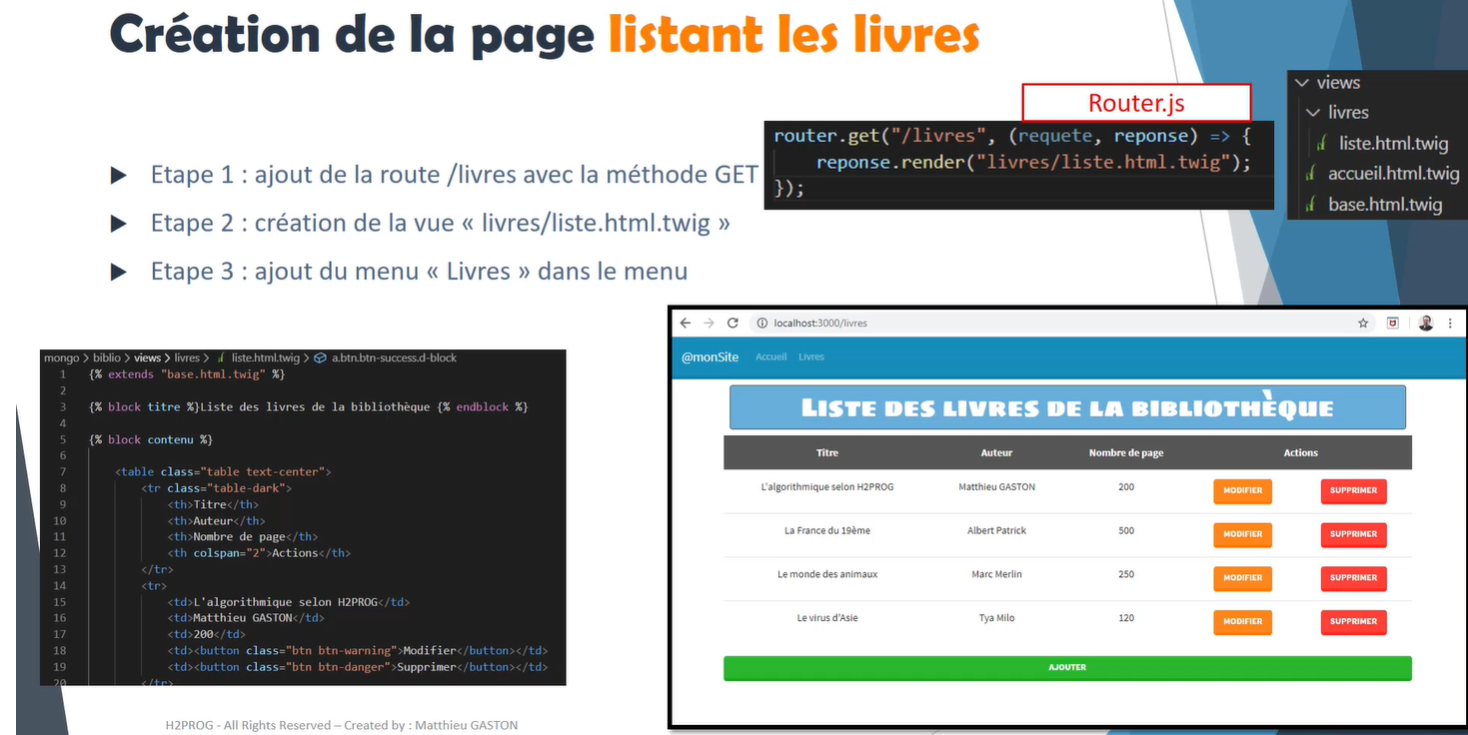 Création de la page listant les livres
Router.js
router.get("/livres", (requete, reponse) => {
reponse.render("livres/liste.html.twig");
});
views
livres
liste.html.twig
accueil.html.twig
base.html.twig
Etape 1 : ajout de la route /livres avec la méthode GET
Etape 2 : création de la vue « livres/liste.html.twig »
Etape 3 : ajout du menu « Livres » dans le menu
mongo > biblio > views > livres > liste.html.twig > a.btn.btn-success.d-block
1 {% extends "base.html.twig" %}
2
3 {% block titre %}Liste des livres de la bibliothèque {% endblock %}
4
5 {% block contenu %}
6
7 <table class="table text-center">
8 <tr class="table-dark">
9 <th>Titre</th>
10 <th>Auteur</th>
11 <th>Nombre de page</th>
12 <th colspan="2">Actions</th>
13 </tr>
14 <tr>
15 <td>L'algorithmique selon H2PROG</td>
16 <td>Matthieu GASTON</td>
17 <td>200</td>
18 <td><button class="btn btn-warning">Modifier</button></td>
19 <td><button class="btn btn-danger">Supprimer</button></td>
20 </tr>
localhost:3000/livres
@monSite Accueil Livres
Liste des livres de la bibliothèque
Titre Auteur Nombre de page Actions
L'algorithmique selon H2PROG Matthieu GASTON 200 MODIFIER SUPPRIMER
La France du 19ème Albert Patrick 500 MODIFIER SUPPRIMER
Le monde des animaux Marc Merlin 250 MODIFIER SUPPRIMER
Le virus d'Asie Tya Milo 120 MODIFIER SUPPRIMER
AJOUTER
H2PROG - All Rights Reserved – Created by : Matthieu GASTON